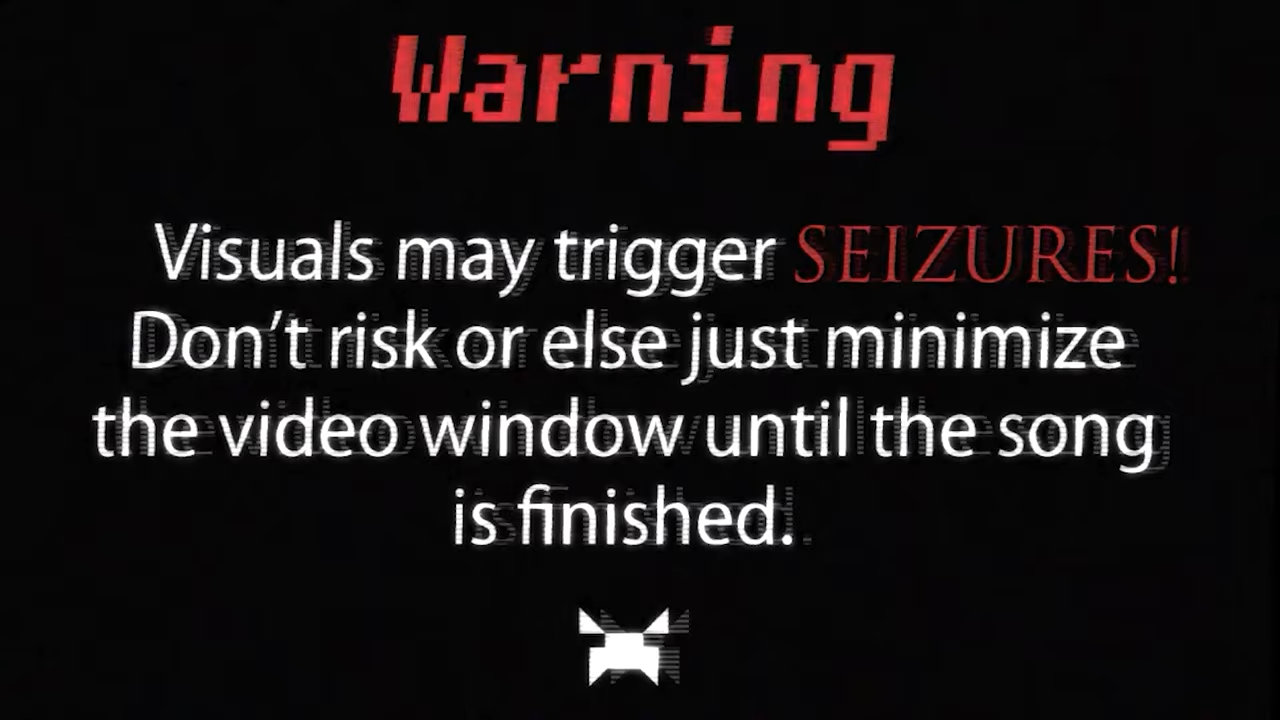 Warning
Visuals may trigger SEIZURES!
Don't risk or else just minimize
the video window until the song
is finished.